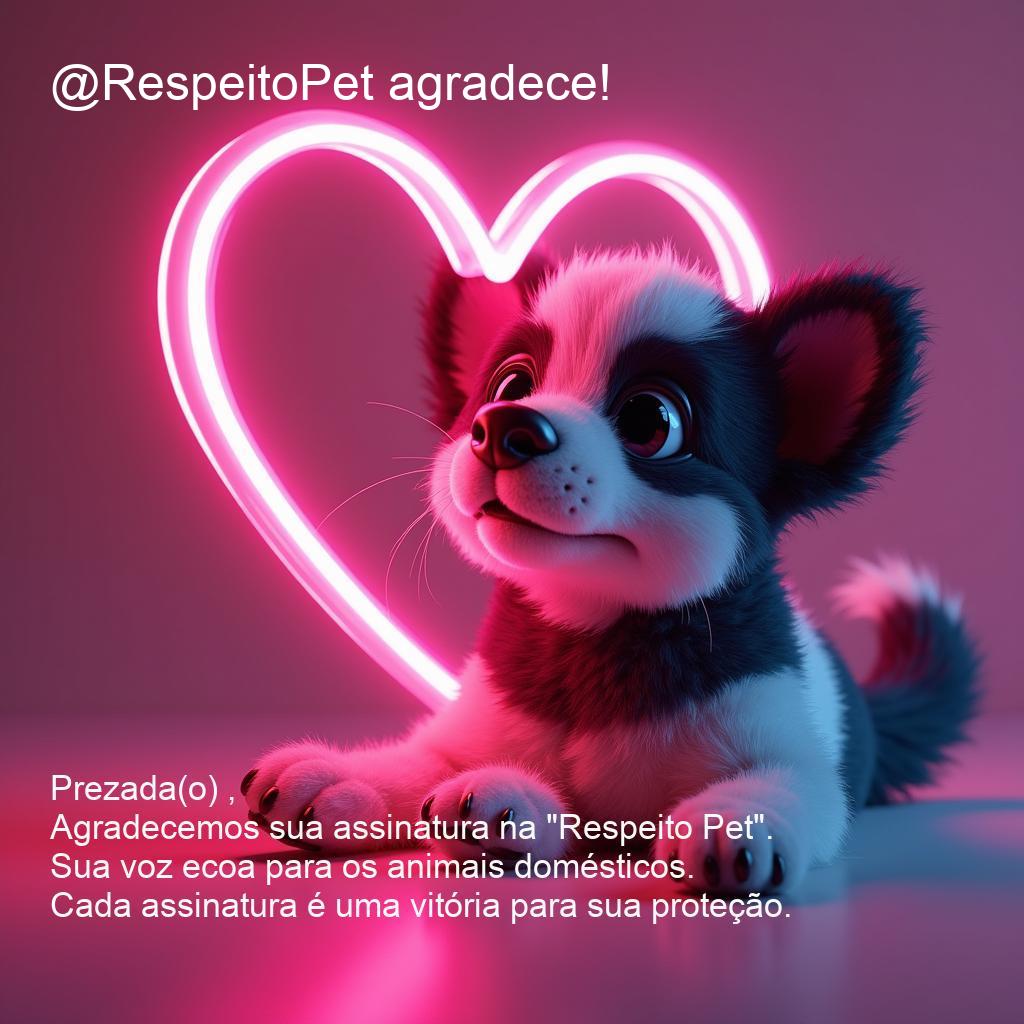 @RespeitoPet agradece!
Prezada(o) ,
Agradecemos sua assinatura na "Respeito Pet".
Sua voz ecoa para os animais domésticos.
Cada assinatura é uma vitória para sua proteção.